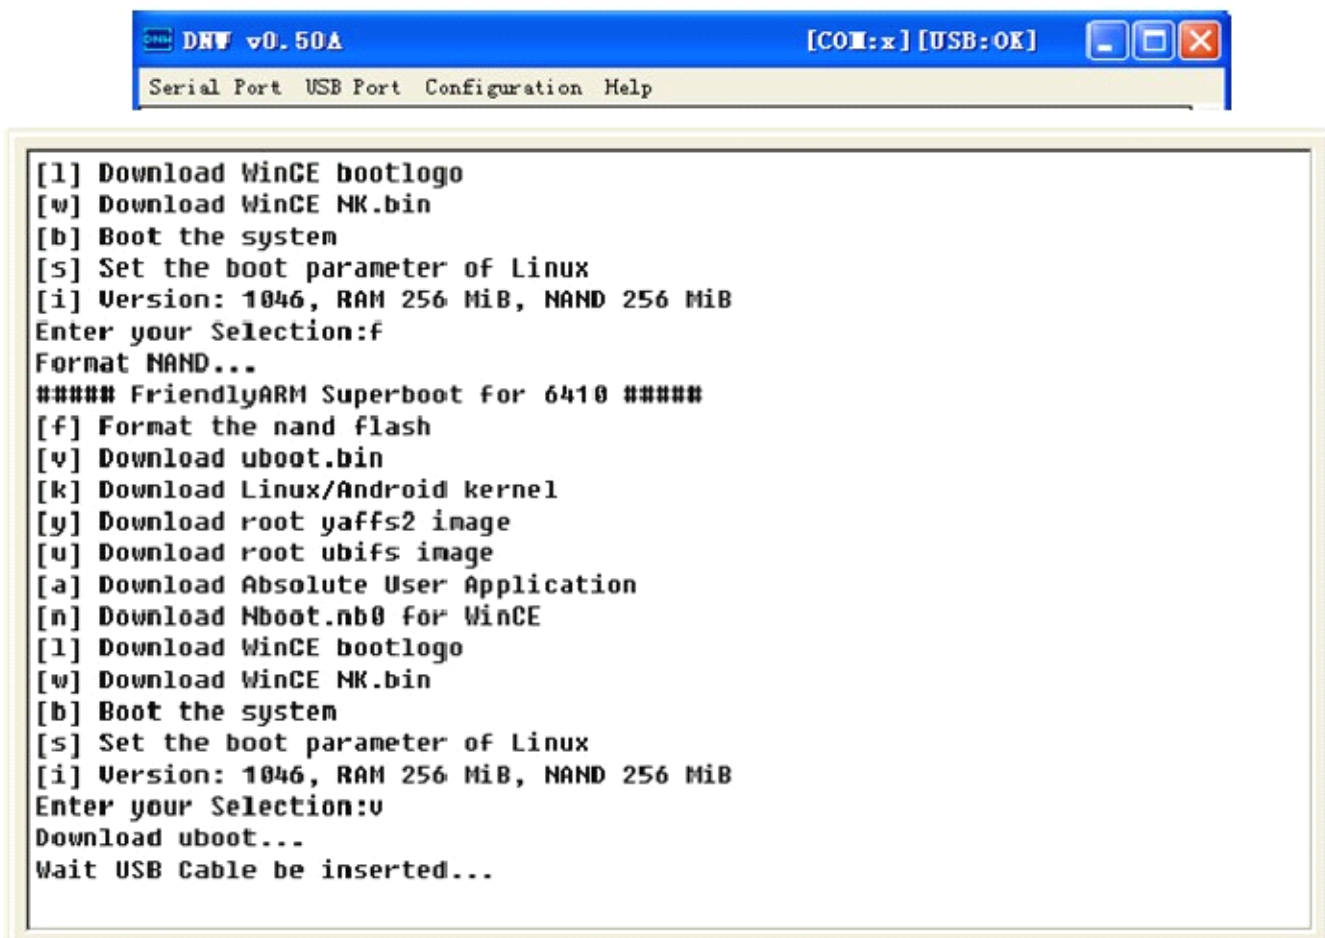 DNW v0.50A [COM:x][USB:OK]
Serial Port USB Port Configuration Help
[l] Download WinCE bootlogo
[w] Download WinCE NK.bin
[b] Boot the system
[s] Set the boot parameter of Linux
[i] Version: 1046, RAM 256 MiB, NAND 256 MiB
Enter your Selection:f
Format NAND...
##### FriendlyARM Superboot for 6410 #####
[f] Format the nand flash
[v] Download uboot.bin
[k] Download Linux/Android kernel
[y] Download root yaffs2 image
[u] Download root ubifs image
[a] Download Absolute User Application
[n] Download Nboot.nb0 for WinCE
[l] Download WinCE bootlogo
[w] Download WinCE NK.bin
[b] Boot the system
[s] Set the boot parameter of Linux
[i] Version: 1046, RAM 256 MiB, NAND 256 MiB
Enter your Selection:v
Download uboot...
Wait USB Cable be inserted...